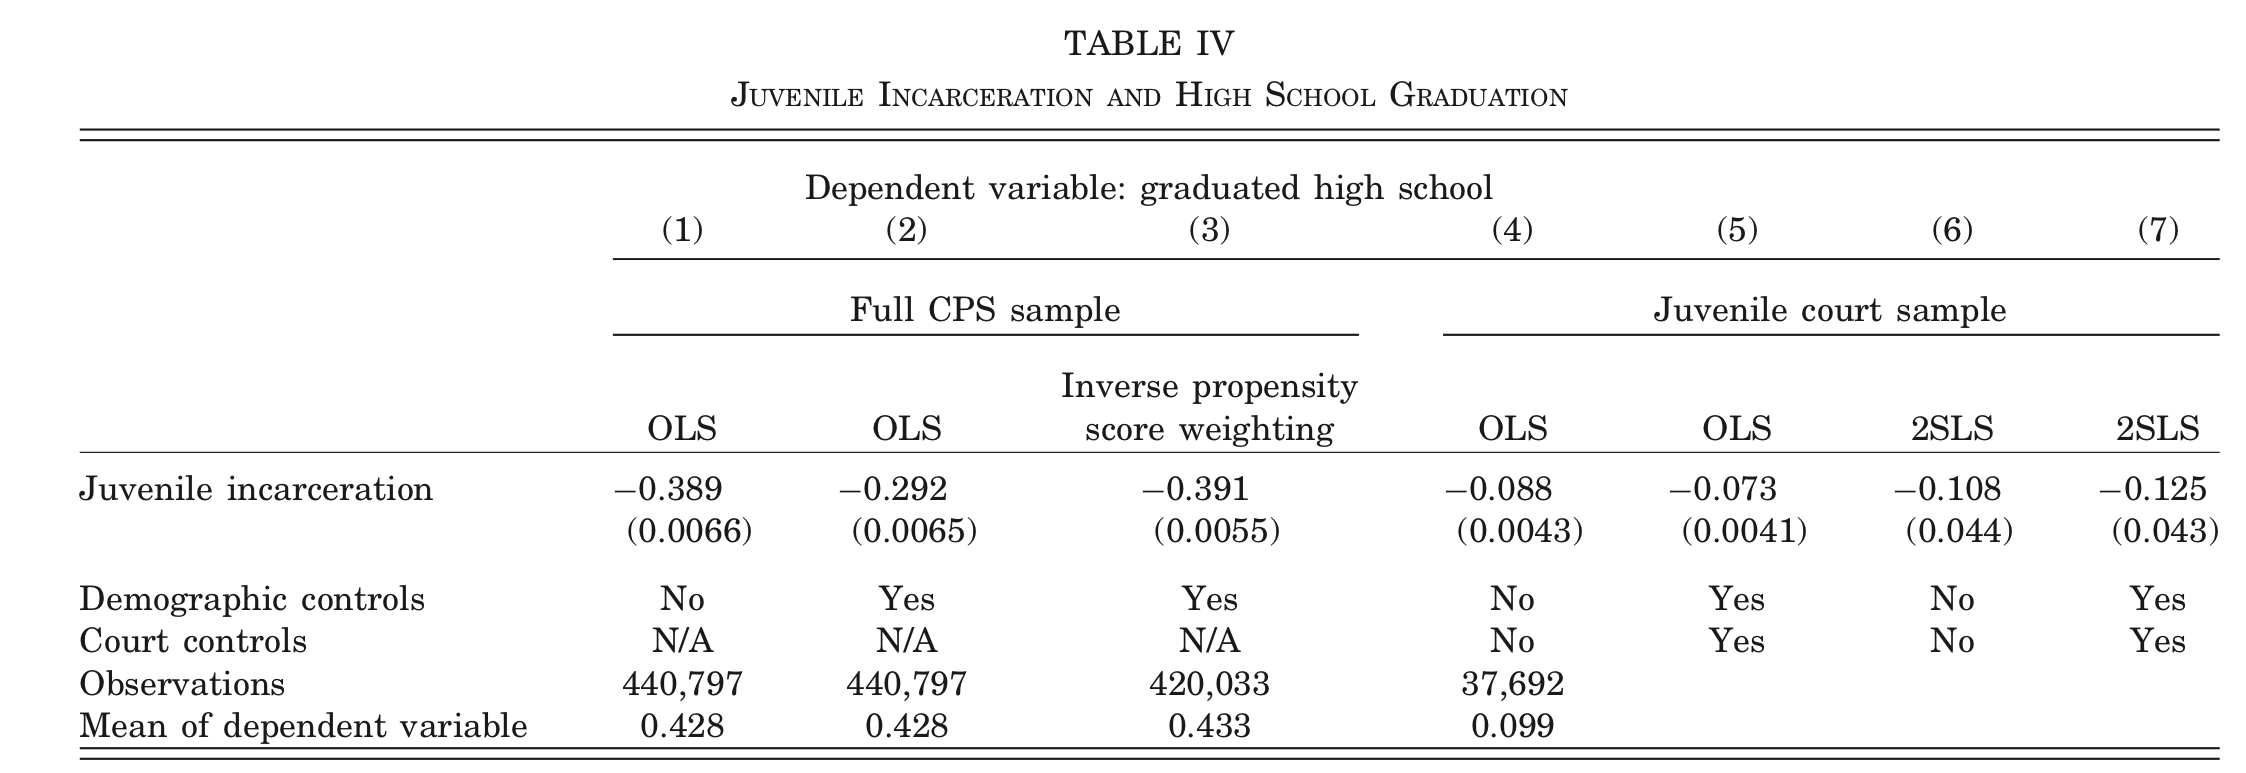 TABLE IV
JUVENILE INCARCERATION AND HIGH SCHOOL GRADUATION
Dependent variable: graduated high school
(1) (2) (3) (4) (5) (6) (7)
Full CPS sample Juvenile court sample
Inverse propensity
OLS OLS score weighting OLS OLS 2SLS 2SLS
Juvenile incarceration −0.389 −0.292 −0.391 −0.088 −0.073 −0.108 −0.125
(0.0066) (0.0065) (0.0055) (0.0043) (0.0041) (0.044) (0.043)
Demographic controls No Yes Yes No Yes No Yes
Court controls N/A N/A N/A No Yes No Yes
Observations 440,797 440,797 420,033 37,692
Mean of dependent variable 0.428 0.428 0.433 0.099